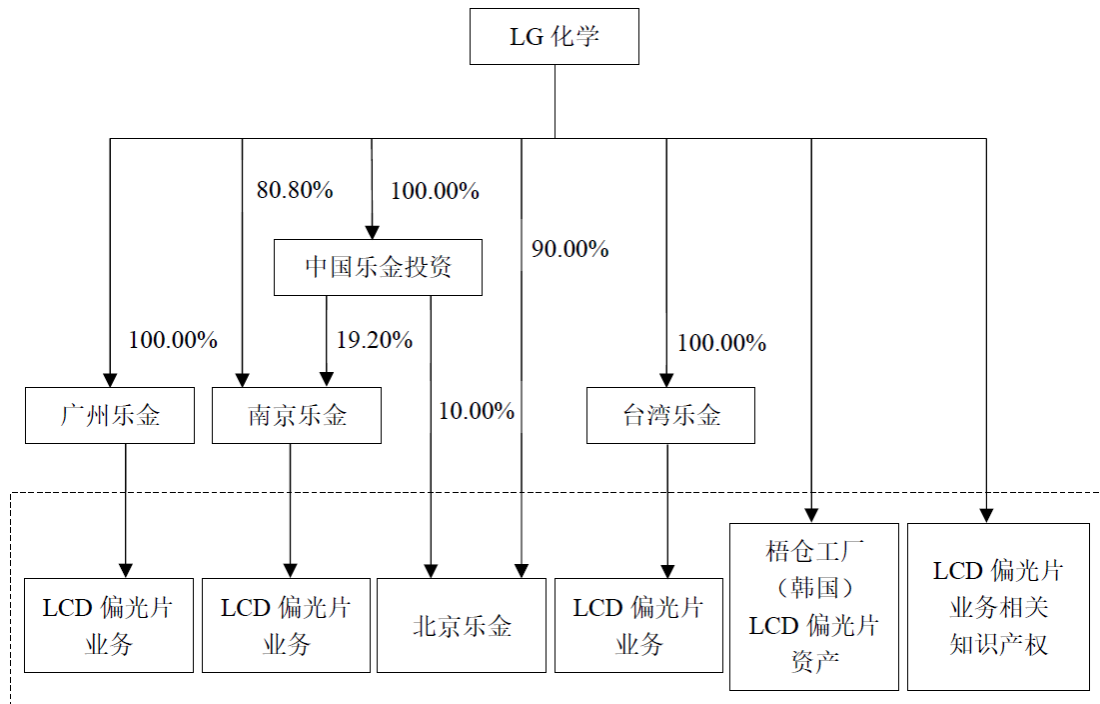 LG 化学
80.80%
100.00%
中国乐金投资
90.00%
100.00%
19.20%
100.00%
广州乐金
南京乐金
10.00%
台湾乐金
LCD 偏光片
业务
LCD 偏光片
业务
北京乐金
LCD 偏光片
业务
梧仓工厂
（韩国）
LCD 偏光片
资产
LCD 偏光片
业务相关
知识产权